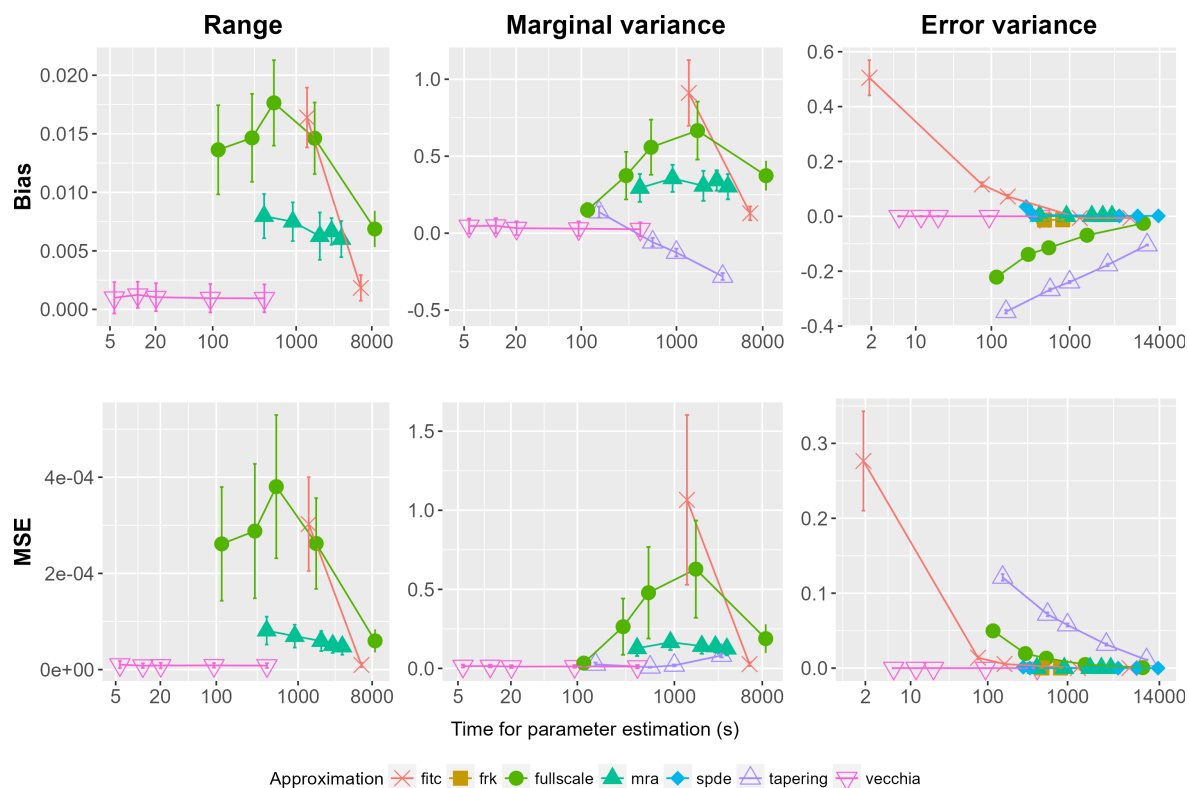 Range Marginal variance Error variance
Bias
0.020
0.015
0.010
0.005
0.000
5 20 100 1000 8000
1.0
0.5
0.0
-0.5
5 20 100 1000 8000
0.6
0.4
0.2
0.0
-0.2
-0.4
2 10 100 1000 14000
MSE
4e-04
2e-04
0e+00
5 20 100 1000 8000
1.5
1.0
0.5
0.0
5 20 100 1000 8000
0.3
0.2
0.1
0.0
2 10 100 1000 14000
Time for parameter estimation (s)
Approximation fitc frk fullscale mra spde tapering vecchia